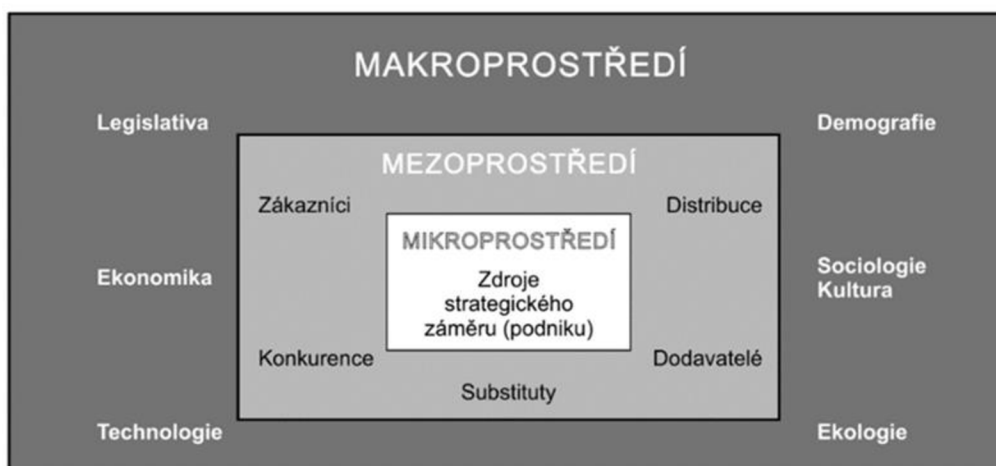 MAKROPROSTŘEDÍ
Legislativa
Demografie
MEZOPROSTŘEDÍ
Zákazníci
Distribuce
MIKROPROSTŘEDÍ
Zdroje
strategického
záměru (podniku)
Ekonomika
Sociologie
Kultura
Konkurence
Dodavatelé
Substituty
Technologie
Ekologie